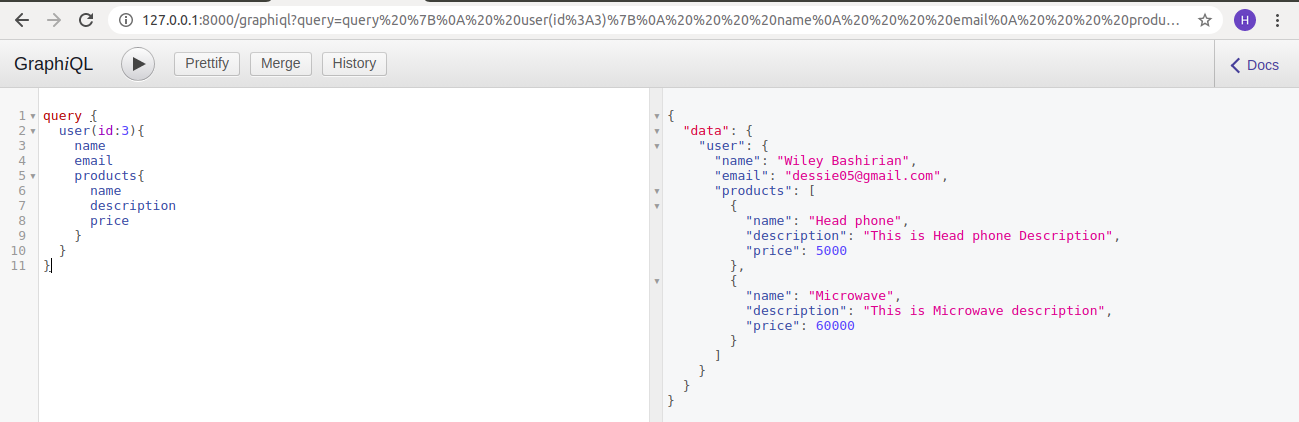 127.0.0.1:8000/graphiql?query=query%20%7B%0A%20%20user(id%3A3)%7B%0A%20%20%20%20name%0A%20%20%20%20email%0A%20%20%20%20produ...
H
GraphiQL
Prettify
Merge
History
Docs
1 query {
2 user(id:3){
3 name
4 email
5 products{
6 name
7 description
8 price
9 }
10 }
11 }
{
"data": {
"user": {
"name": "Wiley Bashirian",
"email": "dessie05@gmail.com",
"products": [
{
"name": "Head phone",
"description": "This is Head phone Description",
"price": 5000
},
{
"name": "Microwave",
"description": "This is Microwave description",
"price": 60000
}
]
}
}
}